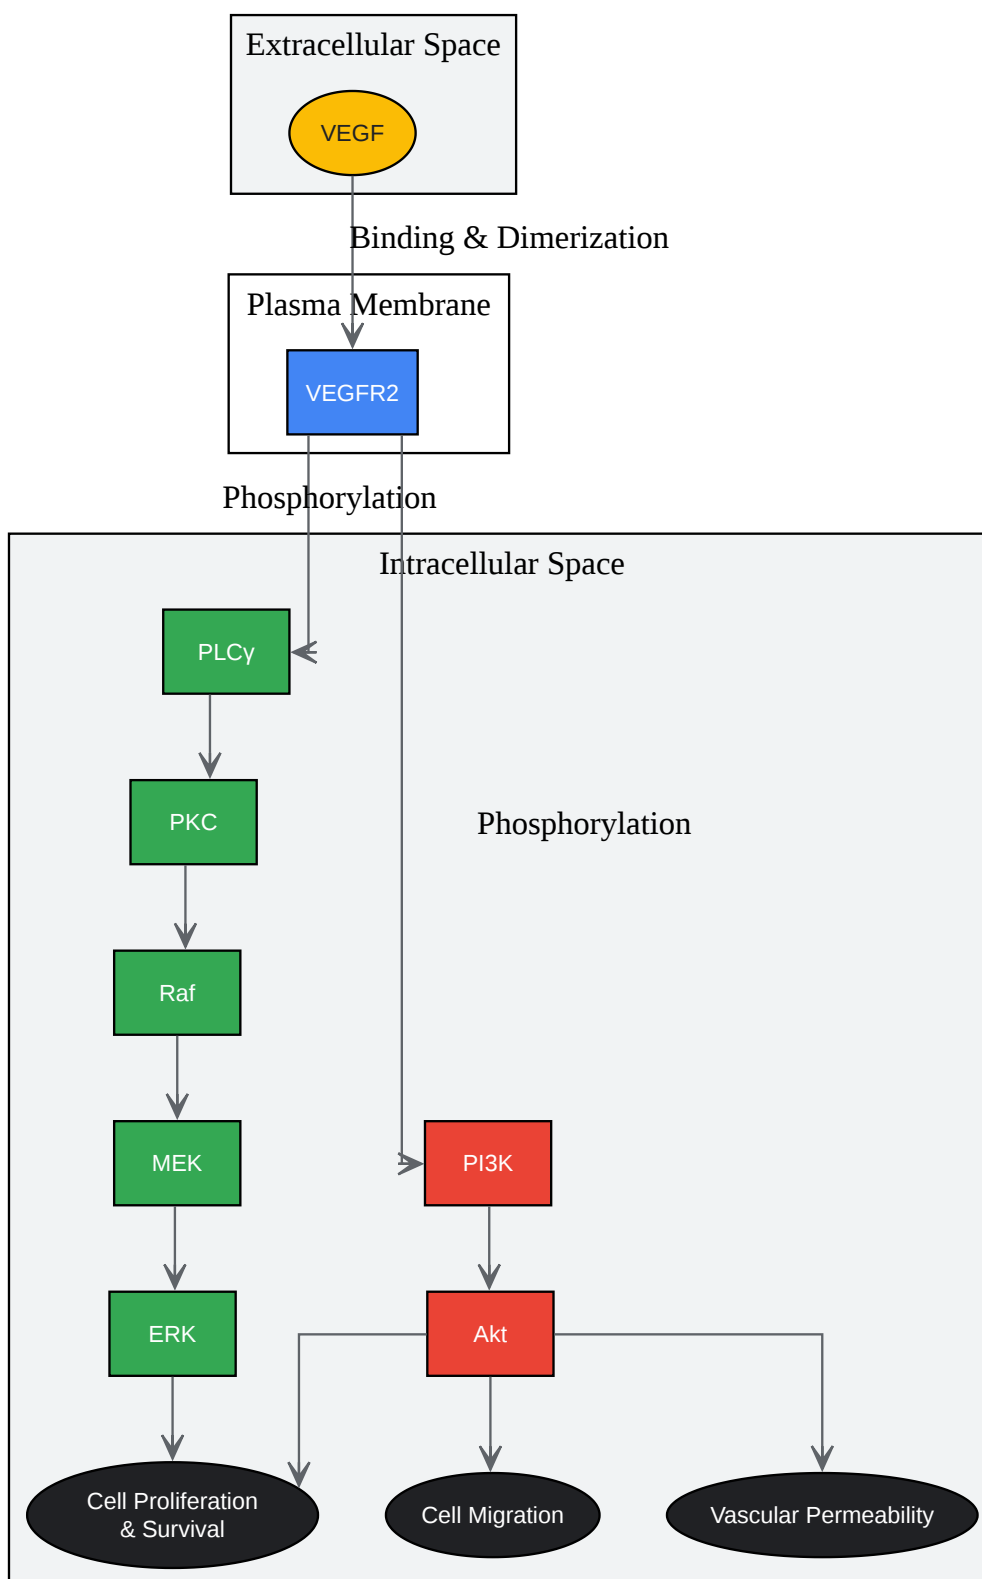 Extracellular Space
VEGF
Binding & Dimerization
Plasma Membrane
VEGFR2
Phosphorylation
Intracellular Space
PLCγ
PKC
Phosphorylation
Raf
MEK
PI3K
ERK
Akt
Cell Proliferation
& Survival
Cell Migration
Vascular Permeability